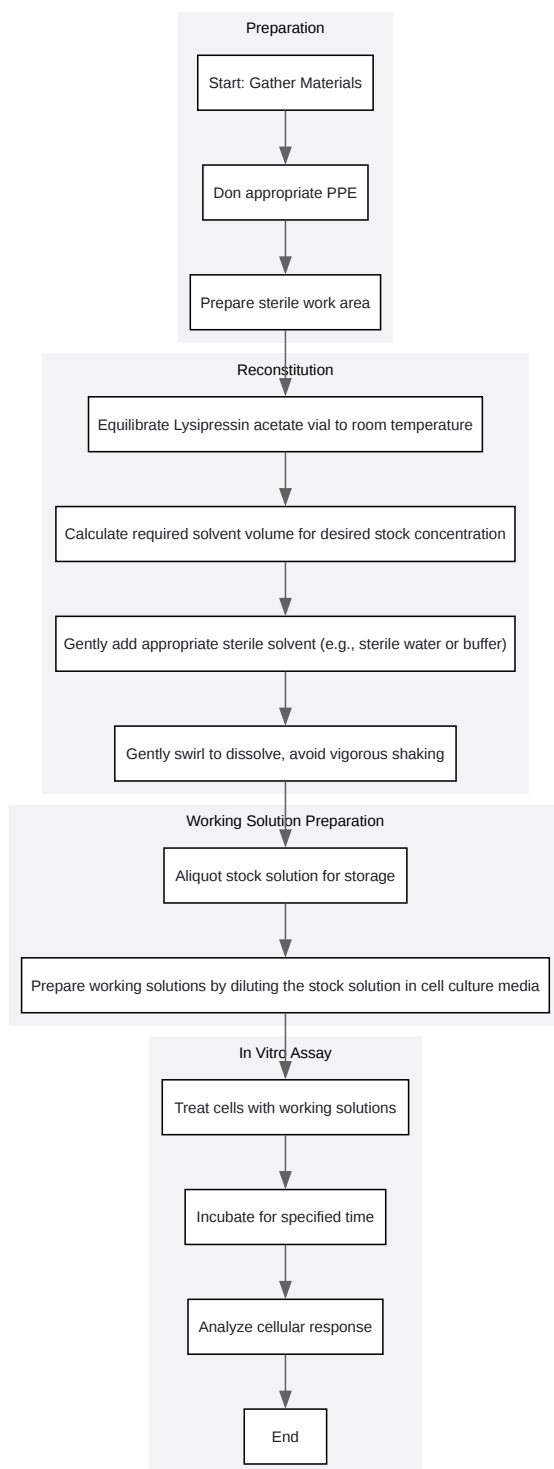 Preparation
Start: Gather Materials
Don appropriate PPE
Prepare sterile work area
Reconstitution
Equilibrate Lysipressin acetate vial to room temperature
Calculate required solvent volume for desired stock concentration
Gently add appropriate sterile solvent (e.g., sterile water or buffer)
Gently swirl to dissolve, avoid vigorous shaking
Working Solution Preparation
Aliquot stock solution for storage
Prepare working solutions by diluting the stock solution in cell culture media
In Vitro Assay
Treat cells with working solutions
Incubate for specified time
Analyze cellular response
End